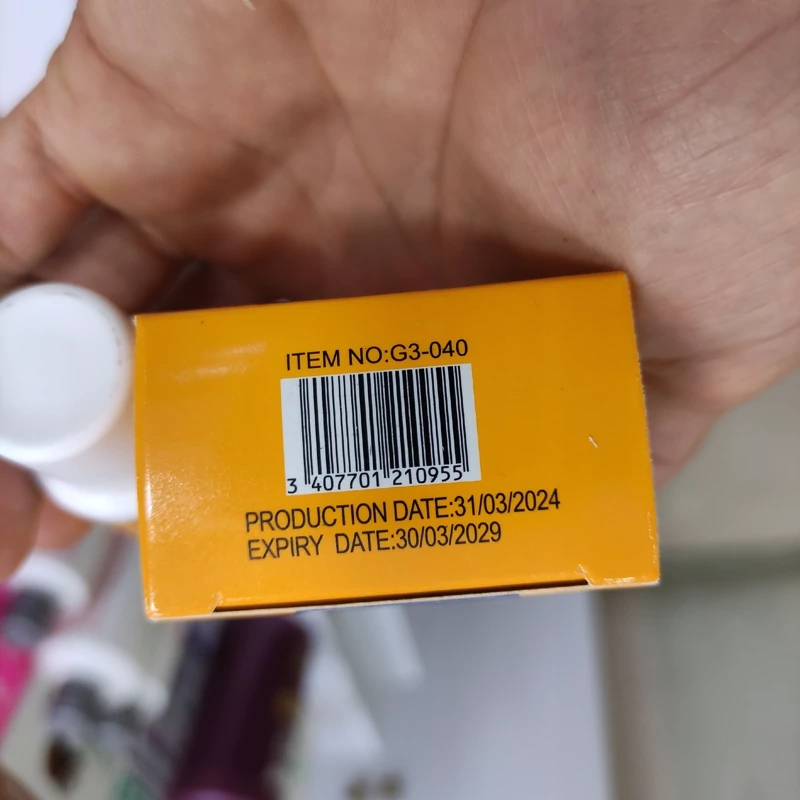 ITEM NO:G3-040
3 407701 210955
PRODUCTION DATE:31/03/2024
EXPIRY DATE:30/03/2029